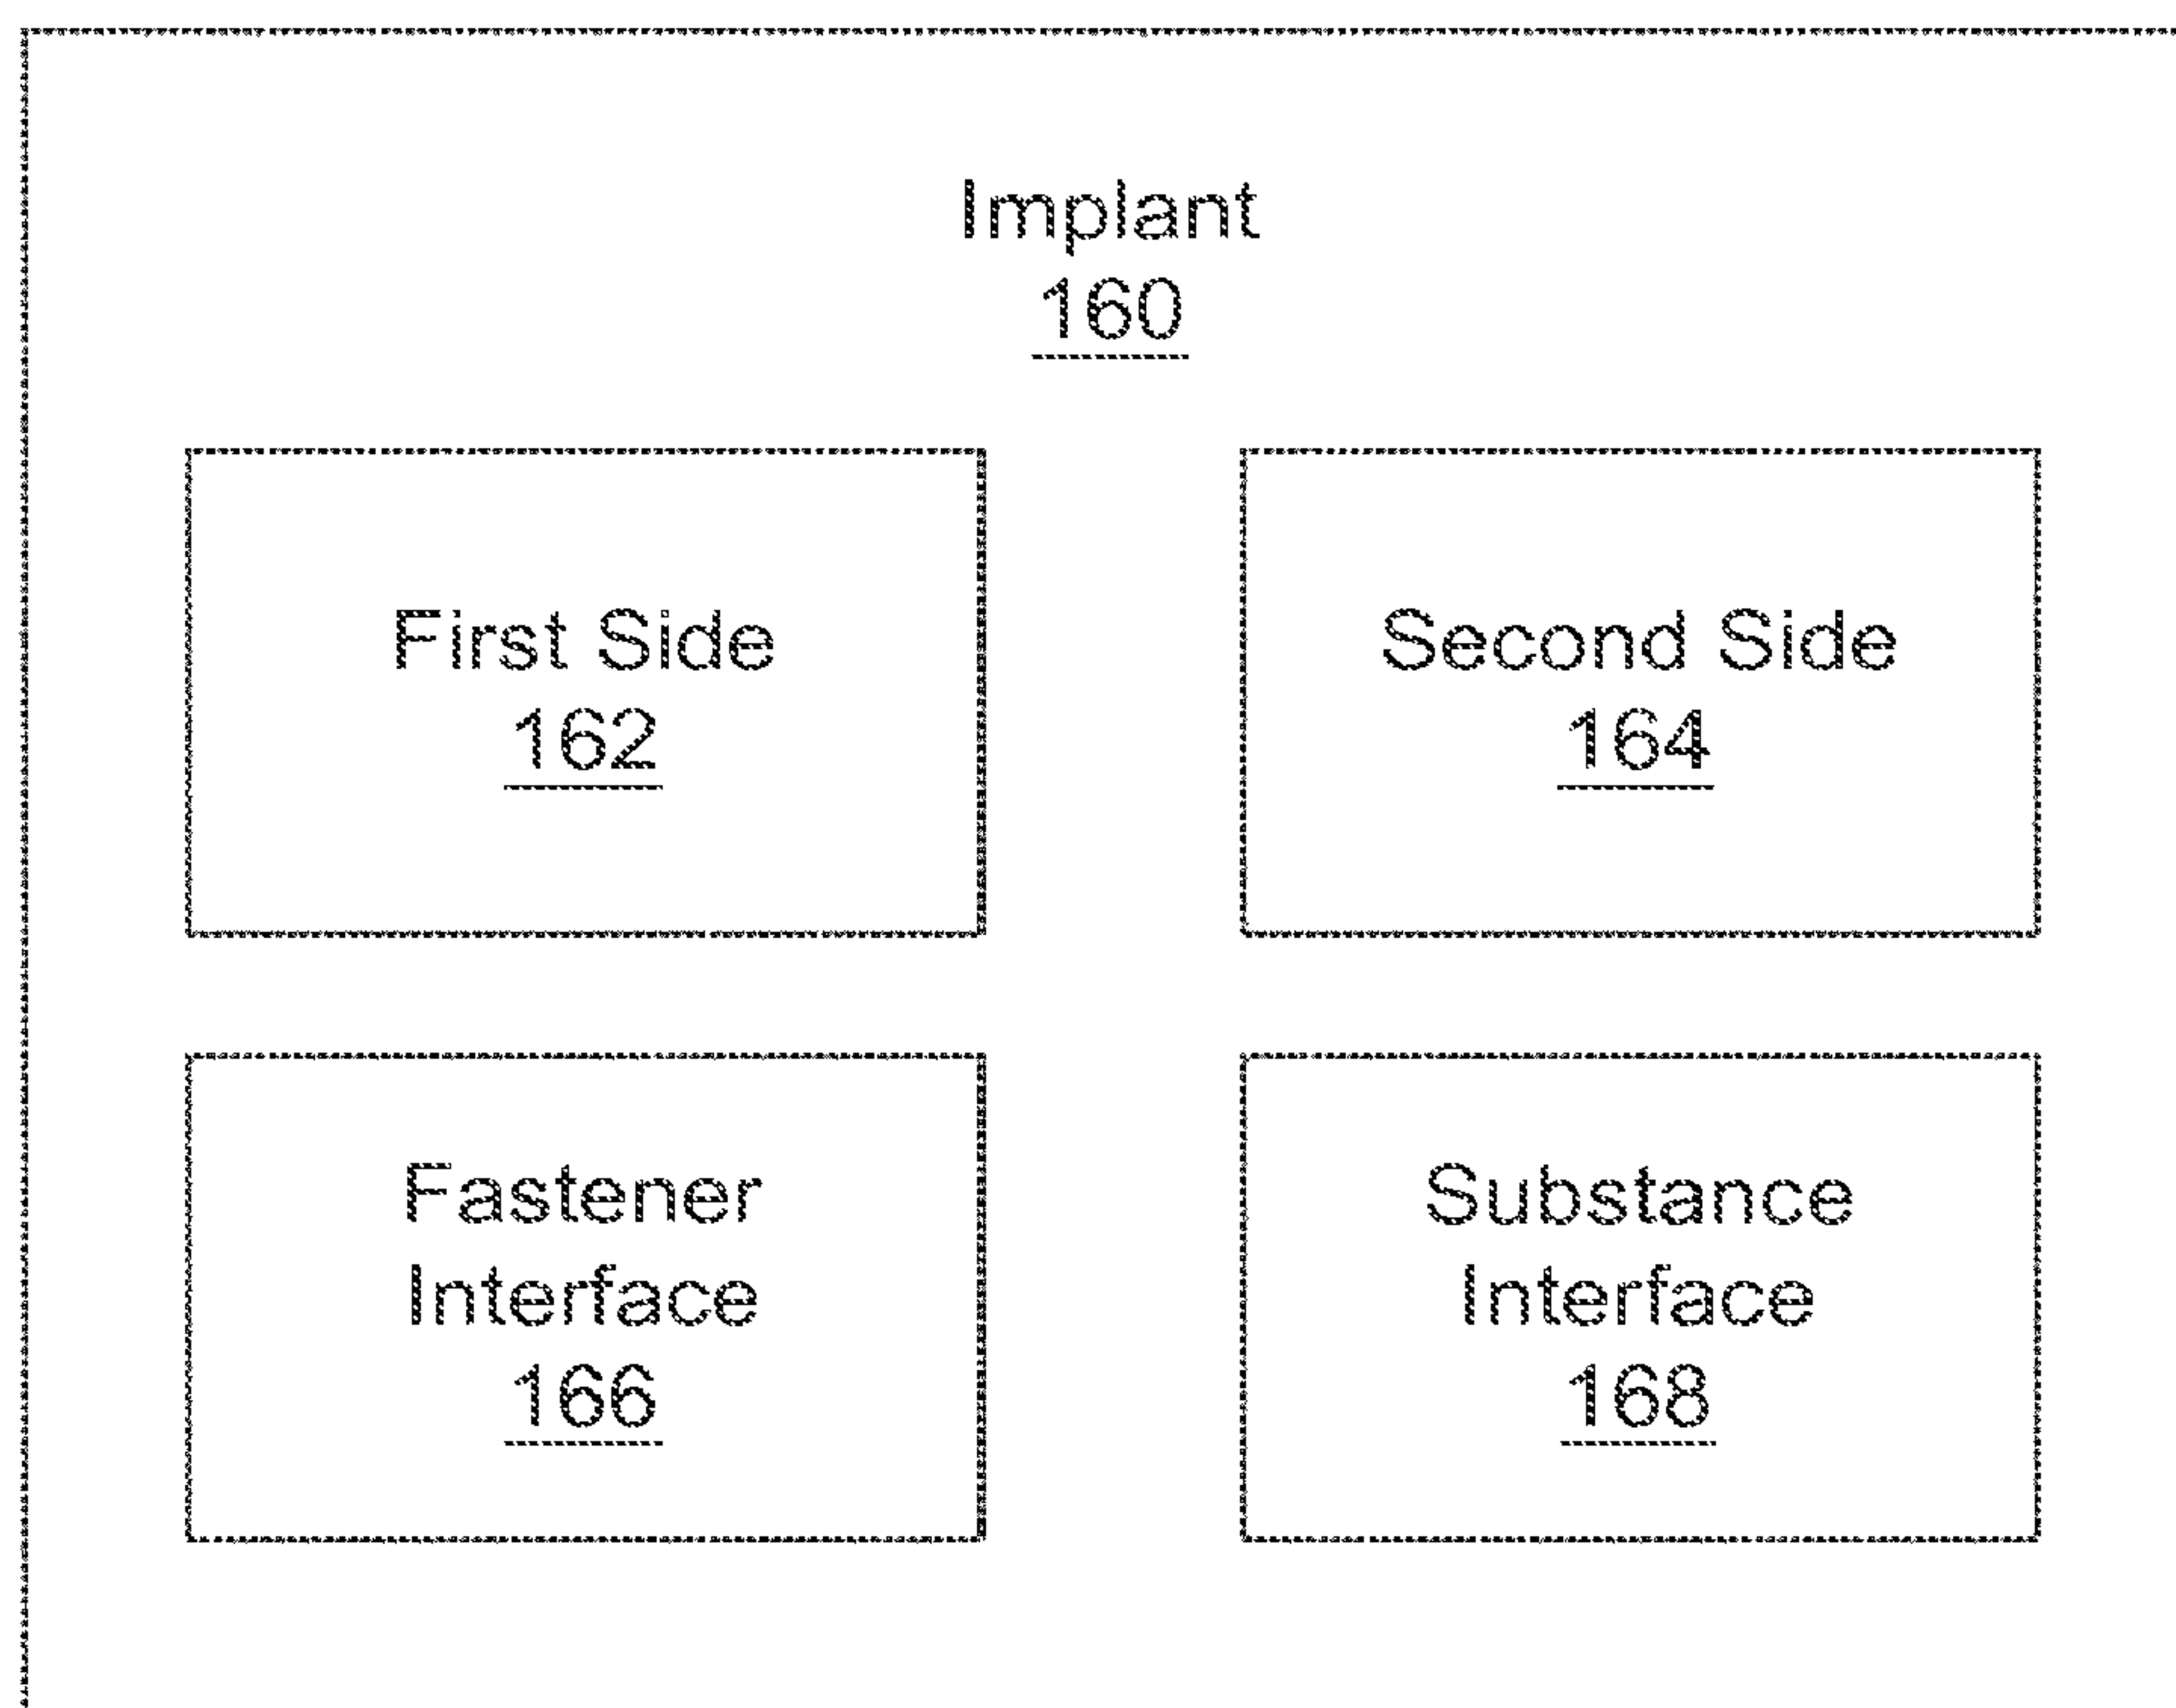 Implant
160
First Side
162
Second Side
164
Fastener
Interface
166
Substance
Interface
168